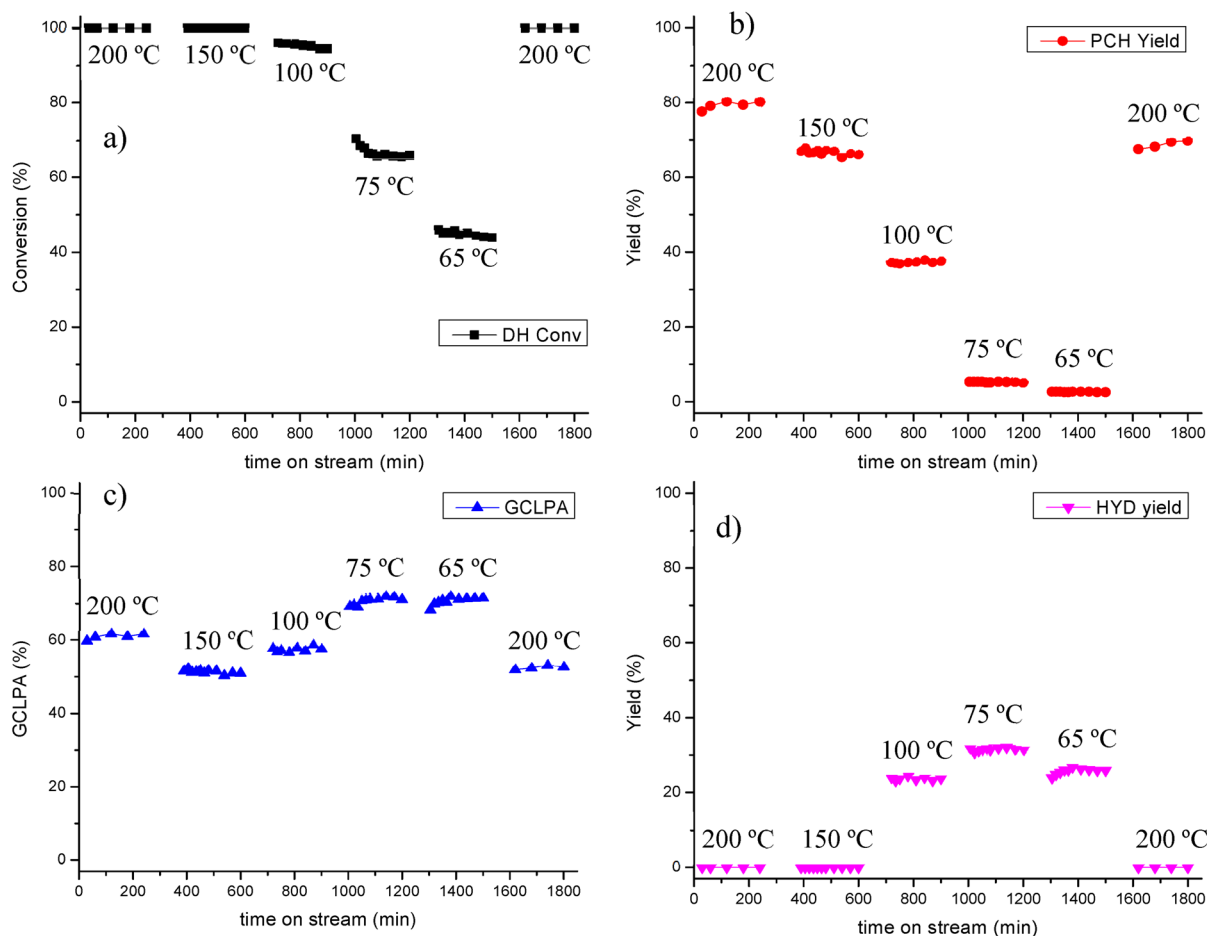 a)
100
80
60
40
20
0
Conversion (%)
200 ºC
150 ºC
100 ºC
75 ºC
65 ºC
200 ºC
DH Conv
0 200 400 600 800 1000 1200 1400 1600 1800
time on stream (min)
b)
100
80
60
40
20
0
Yield (%)
PCH Yield
200 ºC
150 ºC
100 ºC
75 ºC
65 ºC
200 ºC
0 200 400 600 800 1000 1200 1400 1600 1800
time on stream (min)
c)
100
80
60
40
20
0
GCLPA (%)
GCLPA
200 ºC
150 ºC
100 ºC
75 ºC
65 ºC
200 ºC
0 200 400 600 800 1000 1200 1400 1600 1800
time on stream (min)
d)
100
80
60
40
20
0
Yield (%)
HYD yield
200 ºC
150 ºC
100 ºC
75 ºC
65 ºC
200 ºC
0 200 400 600 800 1000 1200 1400 1600 1800
time on stream (min)